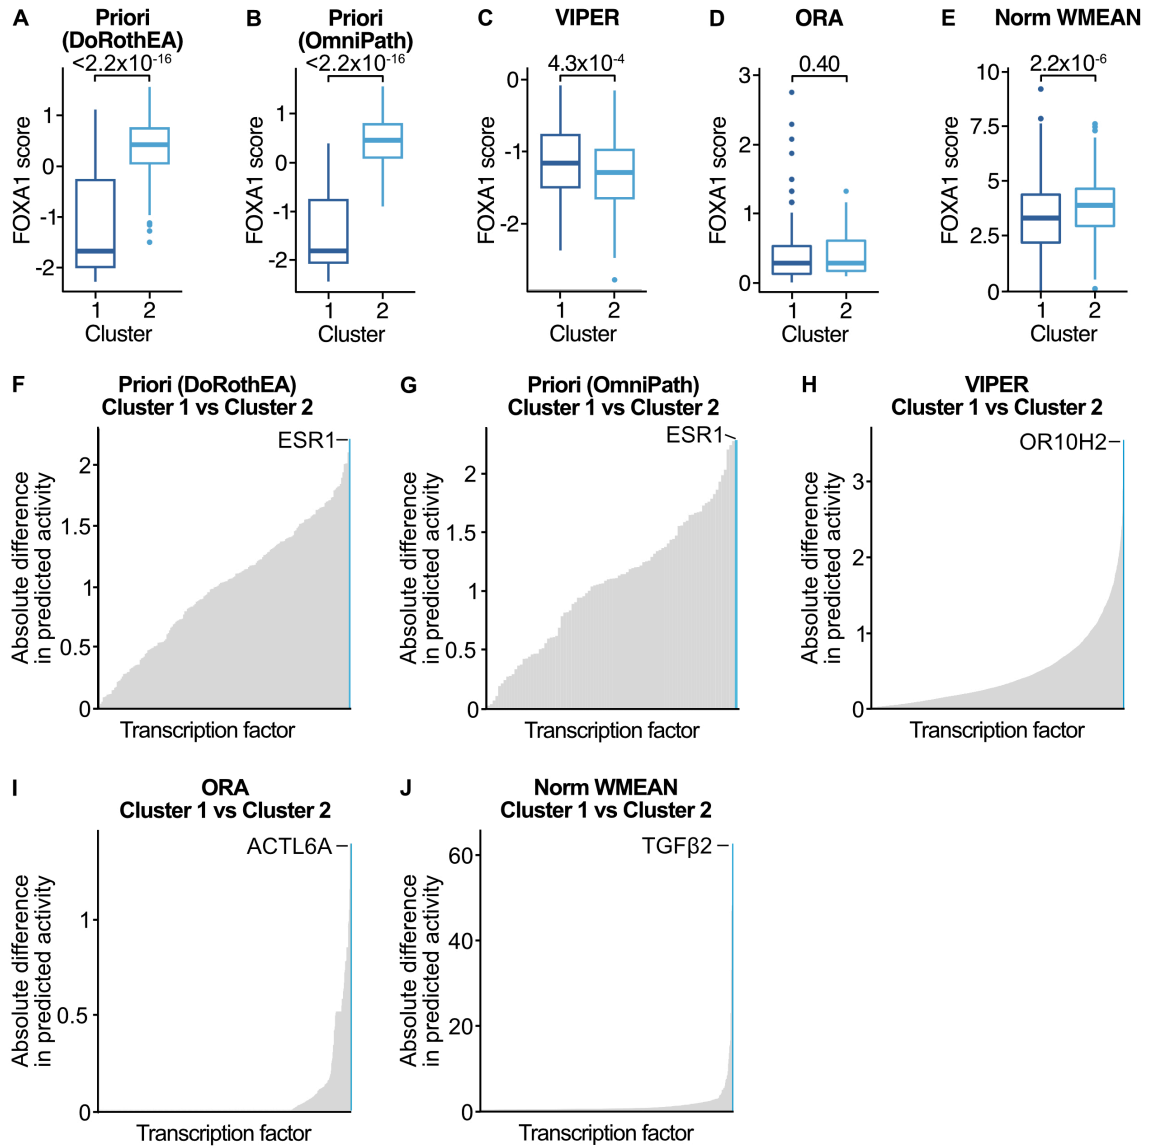 A
Priori
(DoRothEA)
<2.2x10-16
FOXA1 score
1
0
-1
-2
1 2
Cluster
B
Priori
(OmniPath)
<2.2x10-16
FOXA1 score
1
0
-1
-2
1 2
Cluster
C
VIPER
4.3x10-4
FOXA1 score
0
-1
-2
1 2
Cluster
D
ORA
0.40
FOXA1 score
3
2
1
0
1 2
Cluster
E
Norm WMEAN
2.2x10-6
FOXA1 score
10
7.5
5
2.5
0
1 2
Cluster
F
Priori (DoRothEA)
Cluster 1 vs Cluster 2
ESR1
Absolute difference
in predicted activity
2
1.5
1
0.5
0
Transcription factor
G
Priori (OmniPath)
Cluster 1 vs Cluster 2
ESR1
Absolute difference
in predicted activity
2
1.5
1
0.5
0
Transcription factor
H
VIPER
Cluster 1 vs Cluster 2
OR10H2
Absolute difference
in predicted activity
3
2
1
0
Transcription factor
I
ORA
Cluster 1 vs Cluster 2
ACTL6A
Absolute difference
in predicted activity
1
0.5
0
Transcription factor
J
Norm WMEAN
Cluster 1 vs Cluster 2
TGFβ2
Absolute difference
in predicted activity
60
40
20
0
Transcription factor